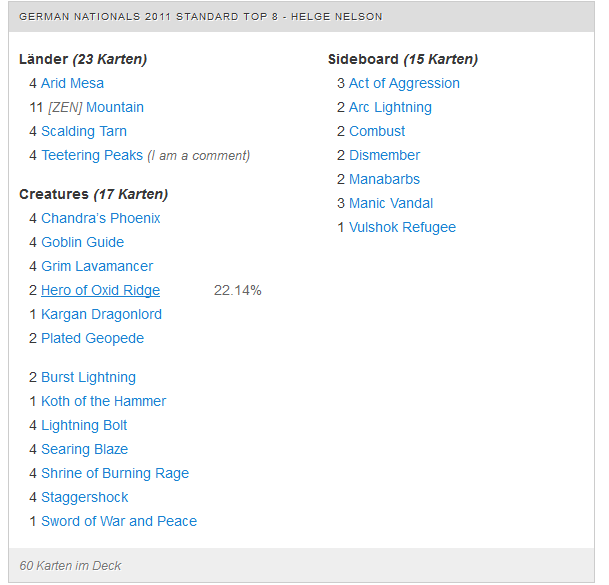 GERMAN NATIONALS 2011 STANDARD TOP 8 - HELGE NELSON
Länder (23 Karten)
4 Arid Mesa
11 [ZEN] Mountain
4 Scalding Tarn
4 Teetering Peaks (I am a comment)
Creatures (17 Karten)
4 Chandra's Phoenix
4 Goblin Guide
4 Grim Lavamancer
2 Hero of Oxid Ridge 22.14%
1 Kargan Dragonlord
2 Plated Geopede
2 Burst Lightning
1 Koth of the Hammer
4 Lightning Bolt
4 Searing Blaze
4 Shrine of Burning Rage
4 Staggershock
1 Sword of War and Peace
Sideboard (15 Karten)
3 Act of Aggression
2 Arc Lightning
2 Combust
2 Dismember
2 Manabarbs
3 Manic Vandal
1 Vulshok Refugee
60 Karten im Deck